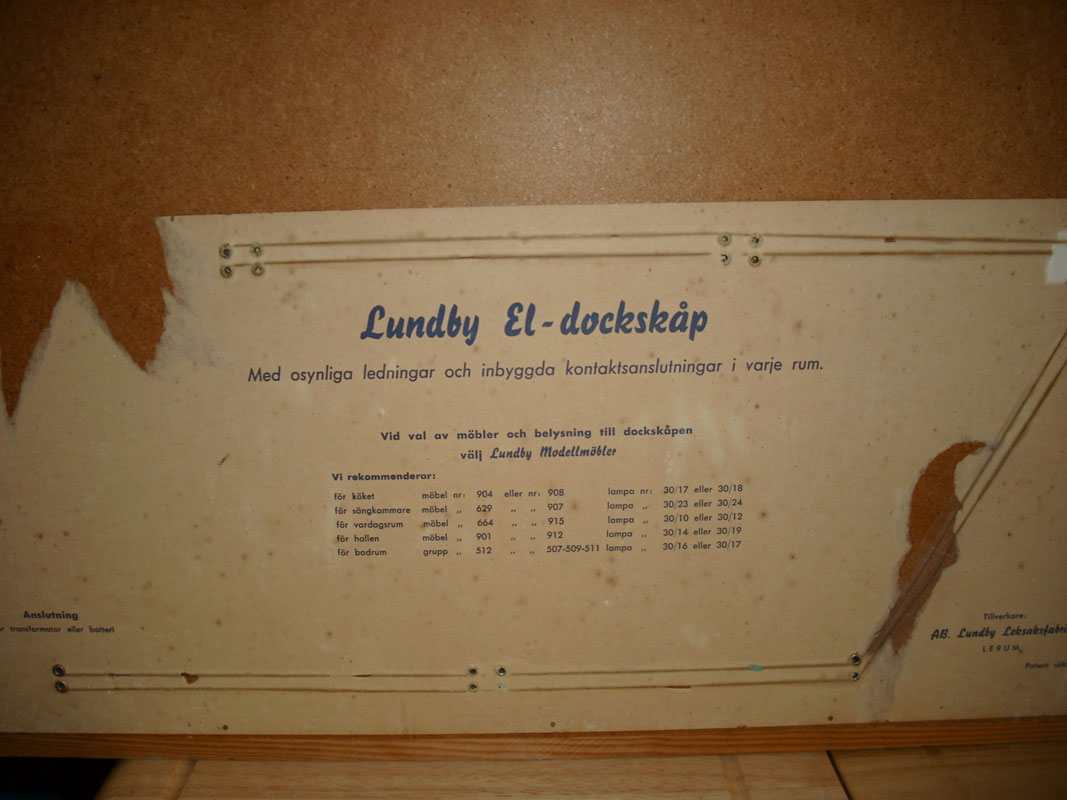 Lundby El-dockskåp
Med osynliga ledningar och inbyggda kontaktsanslutningar i varje rum.
Vid val av möbler och belysning till dockskåpen
välj Lundby Modellmöbler
Vi rekommenderar:
för köket möbel nr: 904 eller nr: 908 lampa nr: 30/17 eller 30/18
för sängkammare möbel „ 629 „ „ 907 lampa „ 30/23 eller 30/24
för vardagsrum möbel „ 664 „ „ 915 lampa „ 30/10 eller 30/12
för hallen möbel „ 901 „ „ 912 lampa „ 30/14 eller 30/19
för badrum grupp „ 512 „ „ 507-509-511 lampa „ 30/16 eller 30/17
Anslutning
transformator eller batteri
Tillverkare:
AB. Lundby Leksaksfabri
LERUM
Patent sök